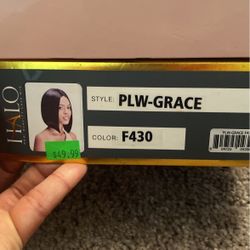 HALO
STYLE: PLW-GRACE
COLOR: F430
$49.99
PLW-GRACE